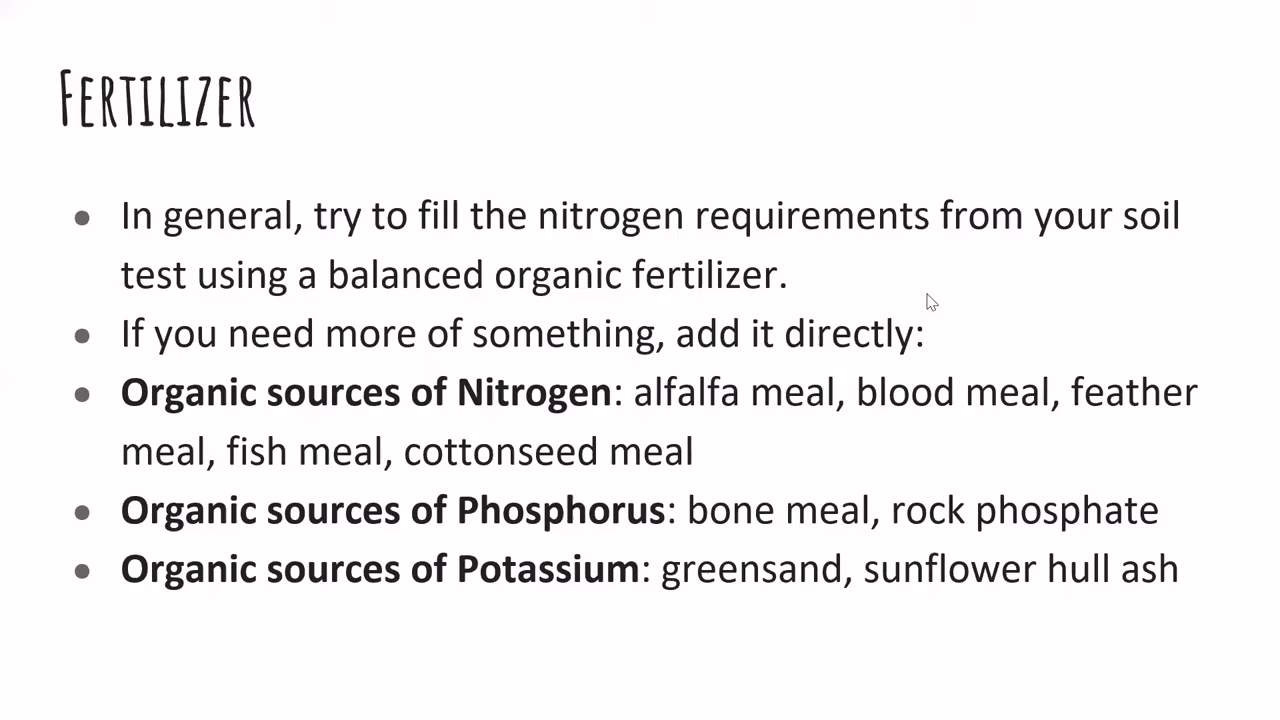 FERTILIZER
● In general, try to fill the nitrogen requirements from your soil
test using a balanced organic fertilizer.
● If you need more of something, add it directly:
● Organic sources of Nitrogen: alfalfa meal, blood meal, feather
meal, fish meal, cottonseed meal
● Organic sources of Phosphorus: bone meal, rock phosphate
● Organic sources of Potassium: greensand, sunflower hull ash